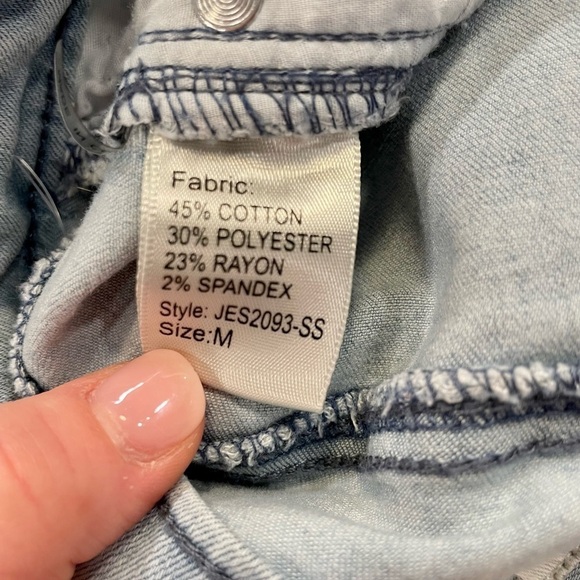 Fabric:
45% COTTON
30% POLYESTER
23% RAYON
2% SPANDEX
Style: JES2093-SS
Size:M